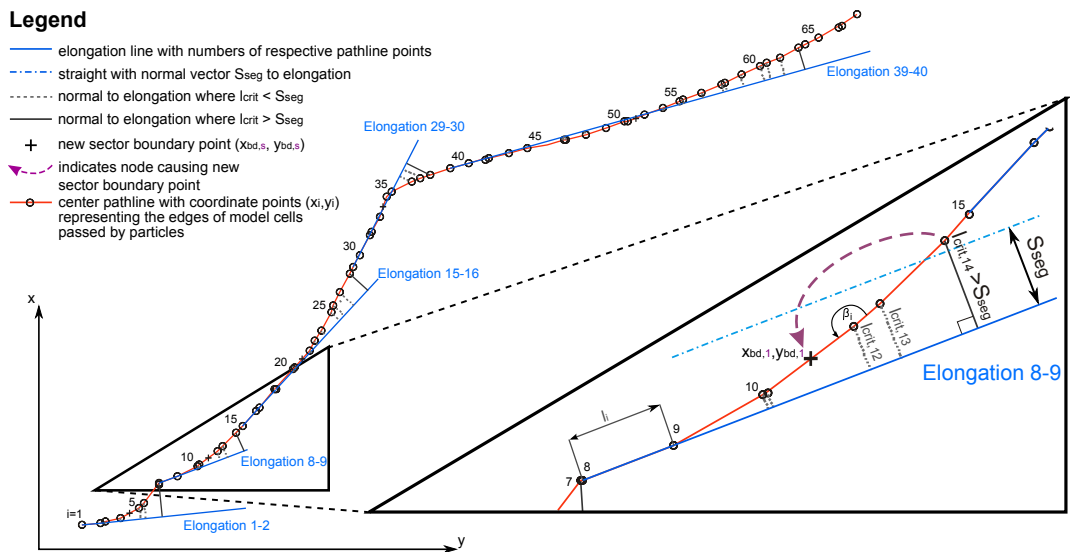 Legend
elongation line with numbers of respective pathline points
straight with normal vector Sseg to elongation
normal to elongation where lcrit < Sseg
normal to elongation where lcrit > Sseg
new sector boundary point (xbd,s, ybd,s)
indicates node causing new
sector boundary point
center pathline with coordinate points (xi,yi)
representing the edges of model cells
passed by particles
65
60
Elongation 39-40
55
50
45
40
Elongation 29-30
35
30
Elongation 15-16
25
20
15
10
Elongation 8-9
5
i=1
Elongation 1-2
x
y
15
lcrit,14 >Sseg
Sseg
βi
lcrit,13
lcrit,12
xbd,1,ybd,1
Elongation 8-9
10
li
9
8
7